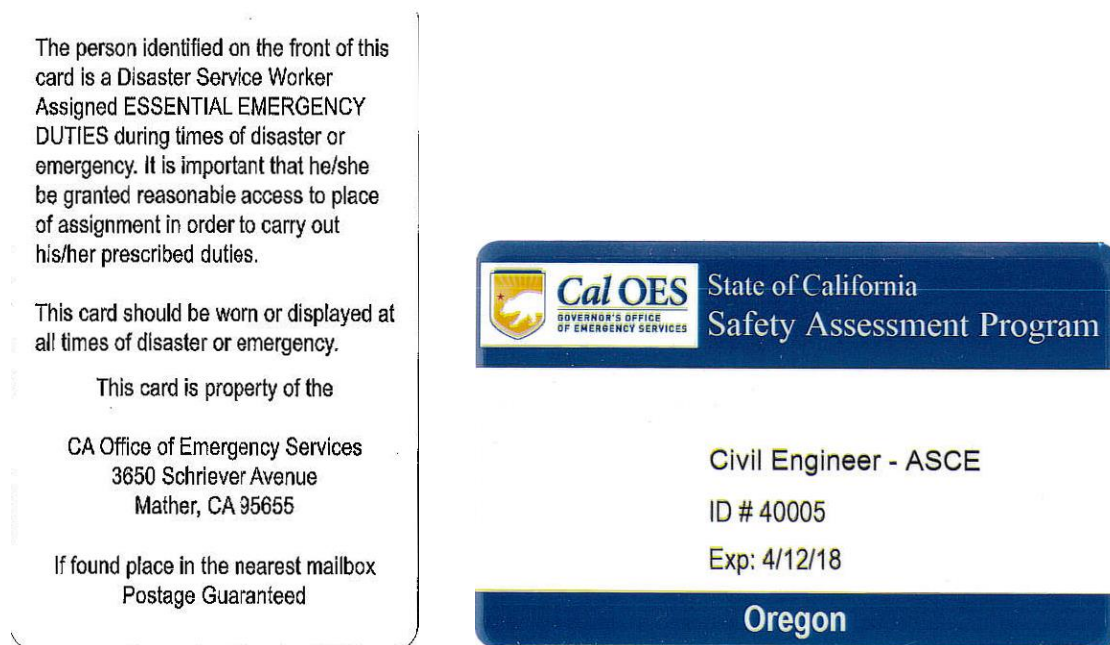 The person identified on the front of this
card is a Disaster Service Worker
Assigned ESSENTIAL EMERGENCY
DUTIES during times of disaster or
emergency. It is important that he/she
be granted reasonable access to place
of assignment in order to carry out
his/her prescribed duties.
This card should be worn or displayed at
all times of disaster or emergency.
This card is property of the
CA Office of Emergency Services
3650 Schriever Avenue
Mather, CA 95655
If found place in the nearest mailbox
Postage Guaranteed
Cal OES
GOVERNOR'S OFFICE
OF EMERGENCY SERVICES
State of California
Safety Assessment Program
Civil Engineer - ASCE
ID # 40005
Exp: 4/12/18
Oregon